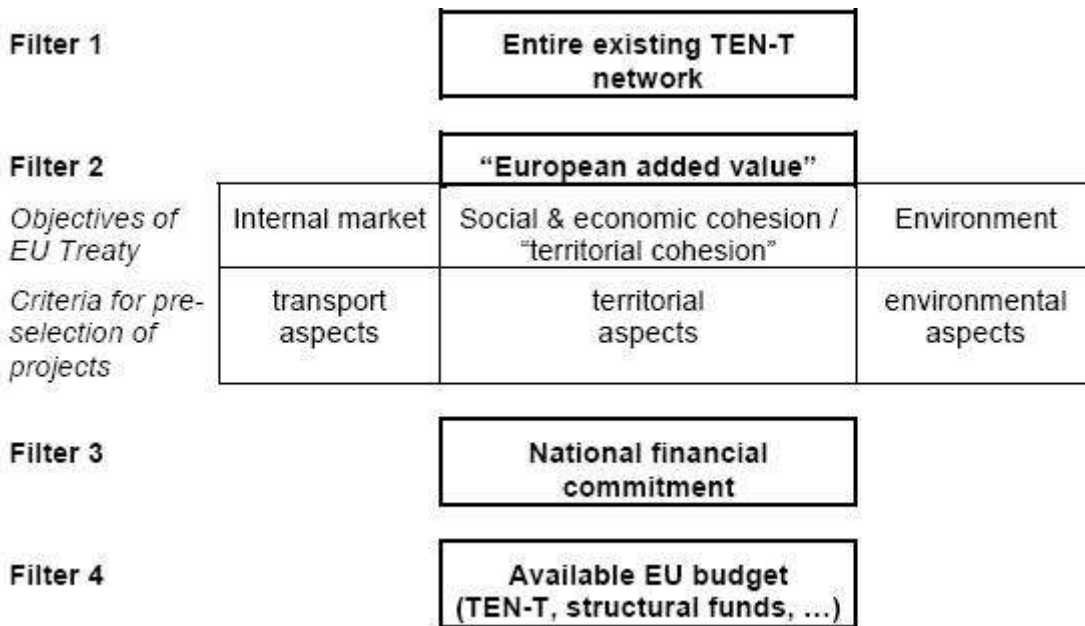 Filter 1
Entire existing TEN-T
network
Filter 2
“European added value”
Objectives of
EU Treaty
Internal market
Social & economic cohesion /
“territorial cohesion”
Environment
Criteria for pre-
selection of
projects
transport
aspects
territorial
aspects
environmental
aspects
Filter 3
National financial
commitment
Filter 4
Available EU budget
(TEN-T, structural funds, ...)